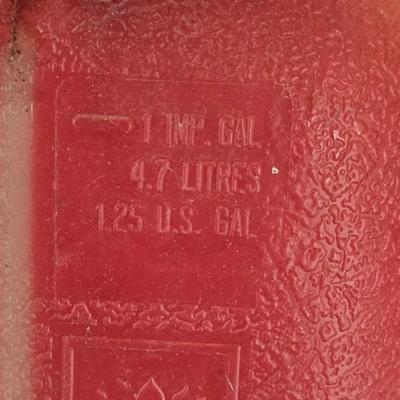 1 IMP. GAL
4.7 LITRES
1.25 U.S. GAL